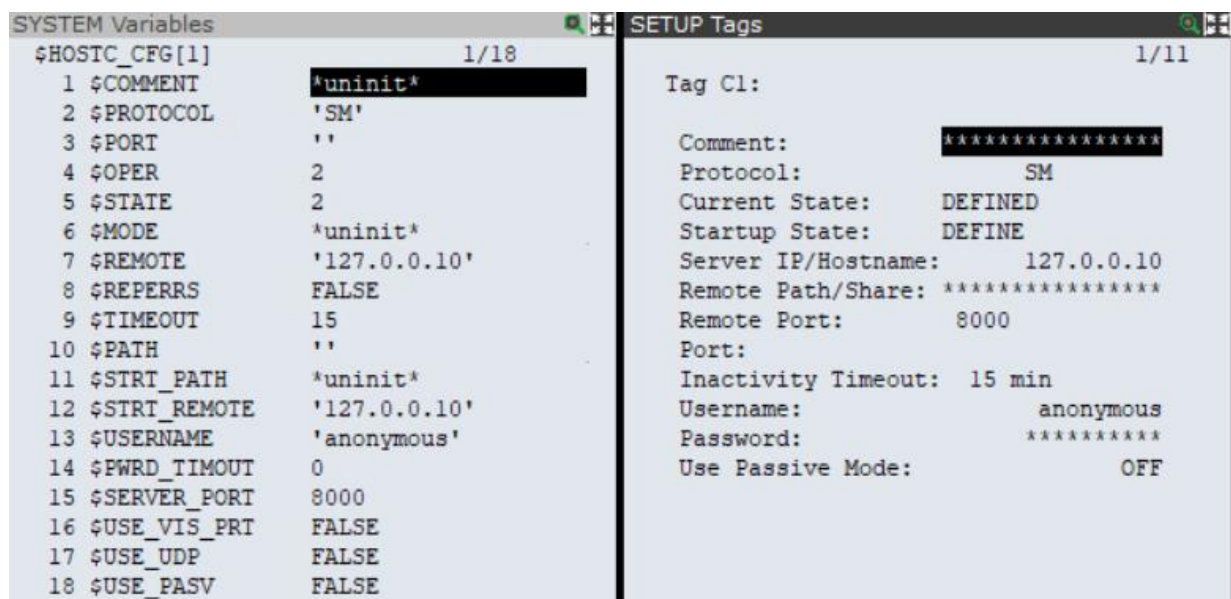 SYSTEM Variables
$HOSTC_CFG[1] 1/18
1 $COMMENT *uninit*
2 $PROTOCOL 'SM'
3 $PORT ''
4 $OPER 2
5 $STATE 2
6 $MODE *uninit*
7 $REMOTE '127.0.0.10'
8 $REPERRS FALSE
9 $TIMEOUT 15
10 $PATH ''
11 $STRT_PATH *uninit*
12 $STRT_REMOTE '127.0.0.10'
13 $USERNAME 'anonymous'
14 $PWRD_TIMOUT 0
15 $SERVER_PORT 8000
16 $USE_VIS_PRT FALSE
17 $USE_UDP FALSE
18 $USE_PASV FALSE
SETUP Tags
1/11
Tag C1:
Comment: ****************
Protocol: SM
Current State: DEFINED
Startup State: DEFINE
Server IP/Hostname: 127.0.0.10
Remote Path/Share: ****************
Remote Port: 8000
Port:
Inactivity Timeout: 15 min
Username: anonymous
Password: **********
Use Passive Mode: OFF